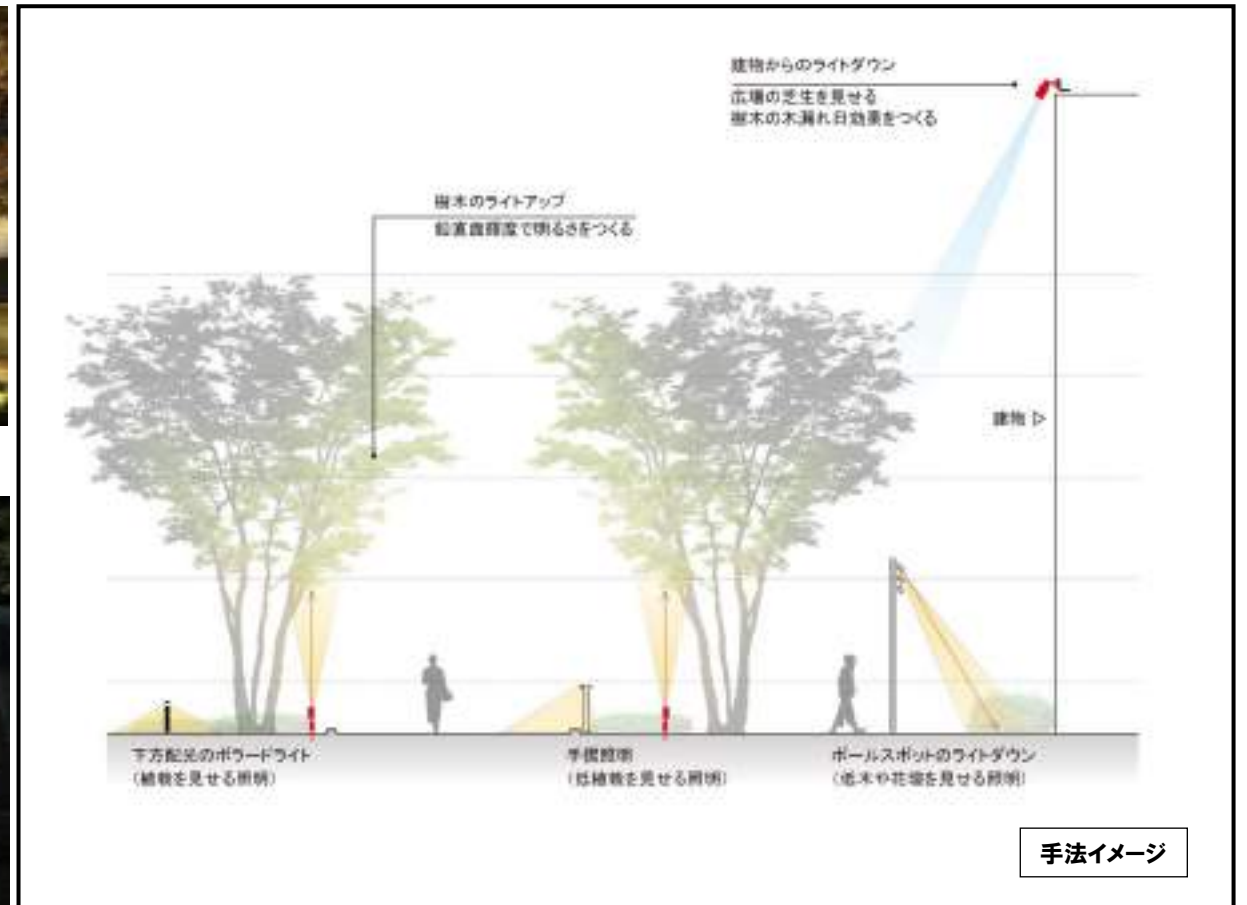 建物からのライトダウン
広場の芝生を見せる
樹木の木漏れ日効果をつくる
樹木のライトアップ
鉛直面輝度で明るさをつくる
建物 ▷
下方配光のボラードライト
(植栽を見せる照明)
手摺照明
(低植栽を見せる照明)
ポールスポットのライトダウン
(低木や花壇を見せる照明)
手法イメージ